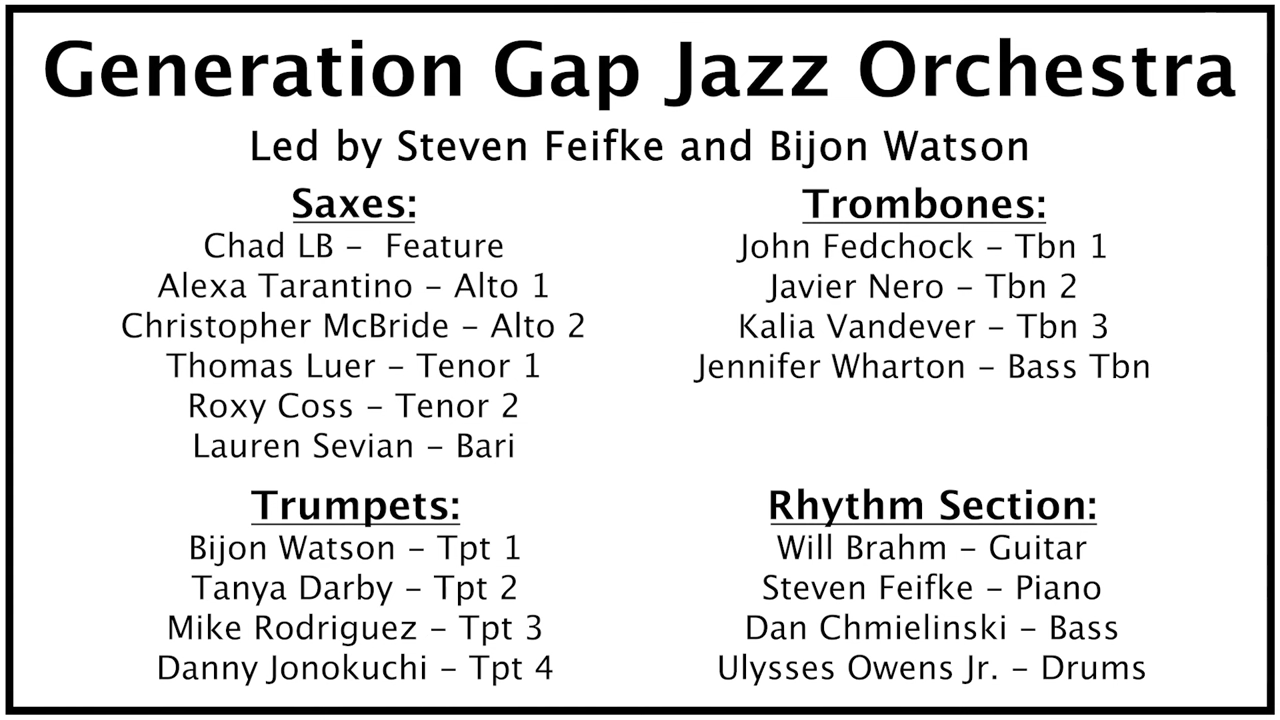 Generation Gap Jazz Orchestra
Led by Steven Feifke and Bijon Watson
Saxes:
Chad LB –  Feature
Alexa Tarantino – Alto 1
Christopher McBride – Alto 2
Thomas Luer – Tenor 1
Roxy Coss – Tenor 2
Lauren Sevian – Bari
Trombones:
John Fedchock – Tbn 1
Javier Nero – Tbn 2
Kalia Vandever – Tbn 3
Jennifer Wharton – Bass Tbn
Trumpets:
Bijon Watson – Tpt 1
Tanya Darby – Tpt 2
Mike Rodriguez – Tpt 3
Danny Jonokuchi – Tpt 4
Rhythm Section:
Will Brahm – Guitar
Steven Feifke – Piano
Dan Chmielinski – Bass
Ulysses Owens Jr. – Drums